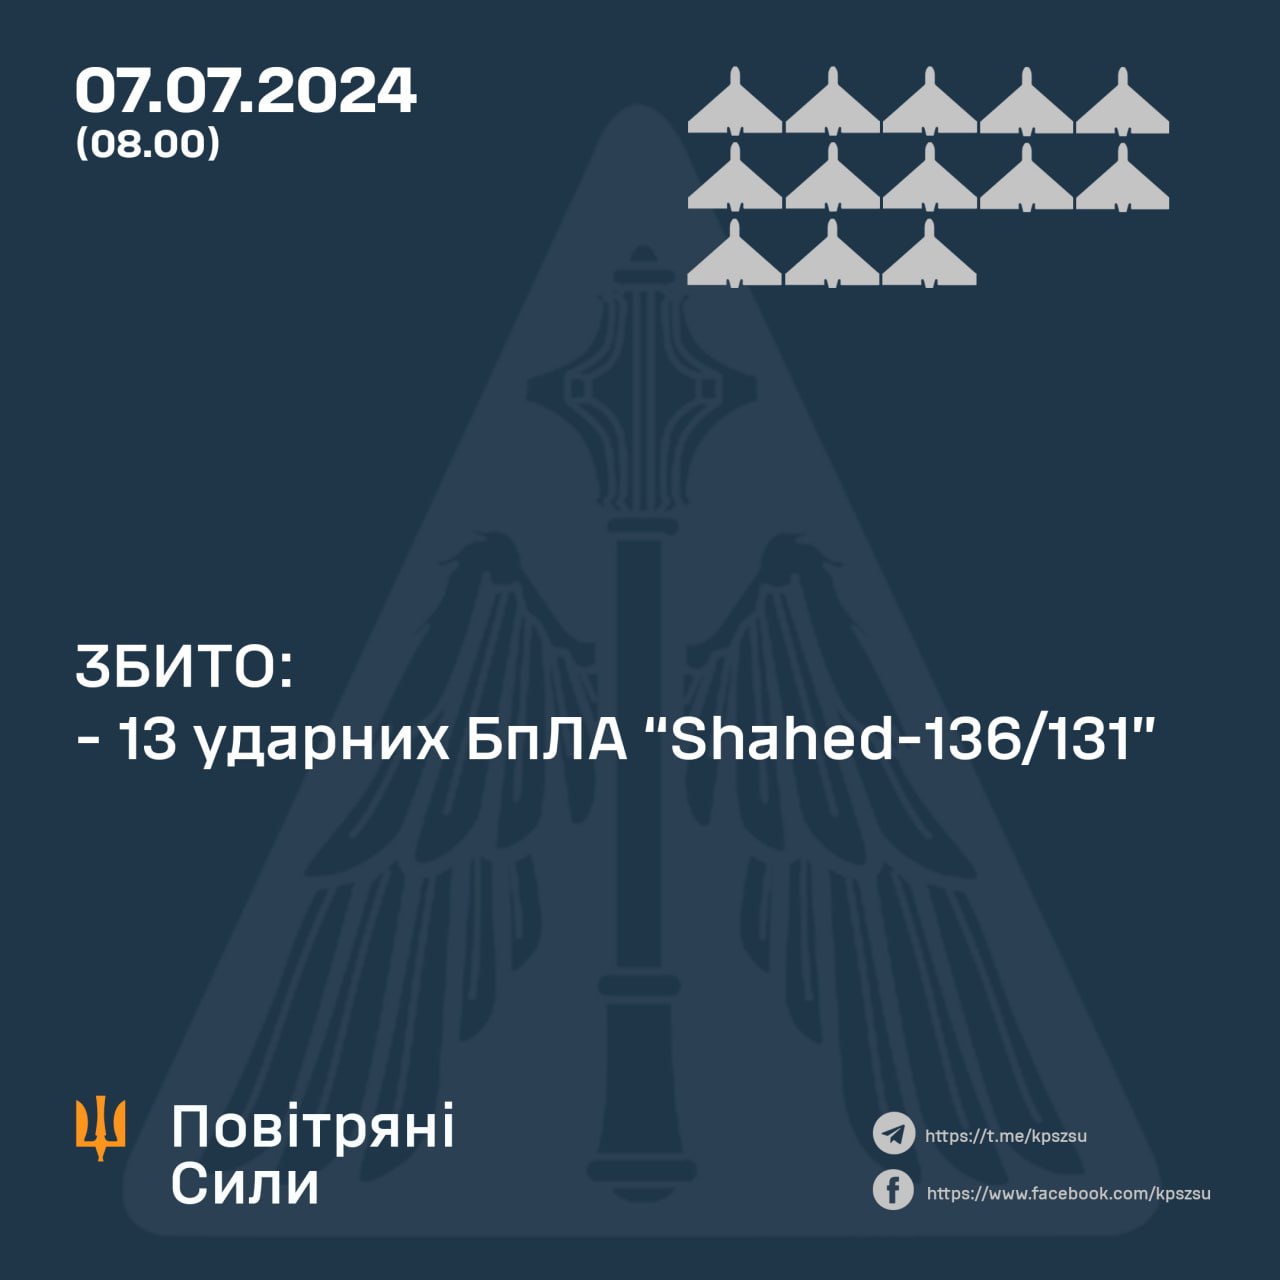 07.07.2024
(08.00)
ЗБИТО:
- 13 ударних БпЛА “Shahed-136/131”
Повітряні
Сили
https://t.me/kpszsu
https://www.facebook.com/kpszsu